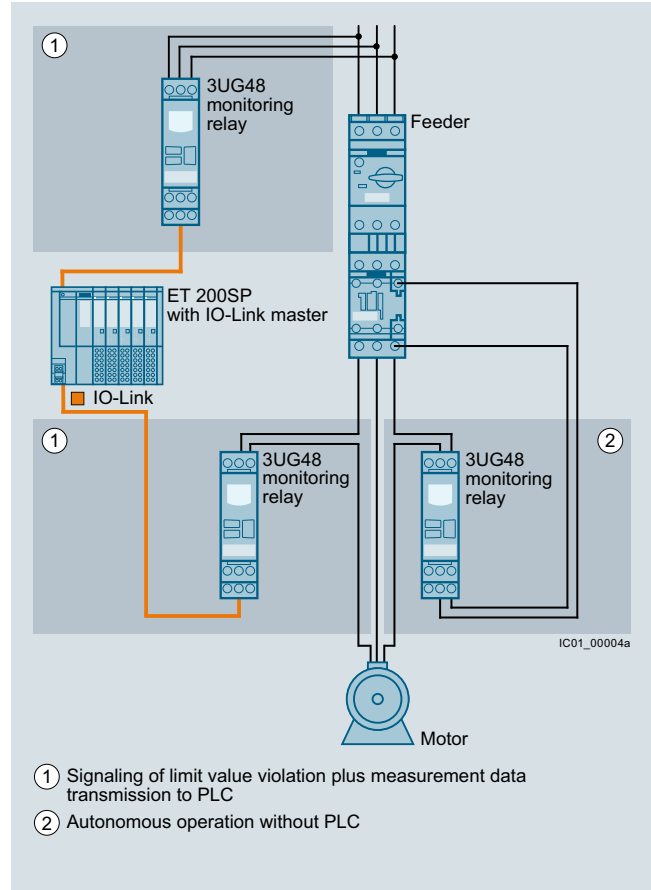 1
3UG48
monitoring
relay
Feeder
ET 200SP
with IO-Link master
IO-Link
1
3UG48
monitoring
relay
2
3UG48
monitoring
relay
IC01_00004a
Motor
1 Signaling of limit value violation plus measurement data
transmission to PLC
2 Autonomous operation without PLC